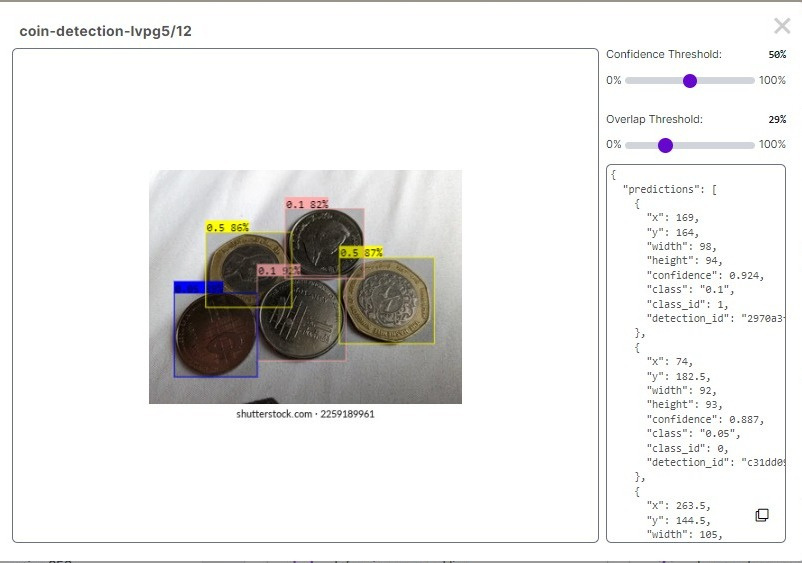 coin-detection-lvpg5/12
Confidence Threshold: 50%
0% 100%
Overlap Threshold: 29%
0% 100%
0.1 82%
0.5 86%
0.5 87%
0.1 92%
shutterstock.com · 2259189961
{
"predictions": [
{
"x": 169,
"y": 164,
"width": 98,
"height": 94,
"confidence": 0.924,
"class": "0.1",
"class_id": 1,
"detection_id": "2970a3
},
{
"x": 74,
"y": 182.5,
"width": 92,
"height": 93,
"confidence": 0.887,
"class": "0.05",
"class_id": 0,
"detection_id": "c31dd09
},
{
"x": 263.5,
"y": 144.5,
"width": 105,